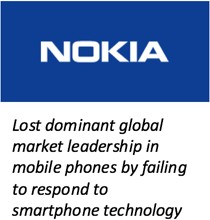 NOKIA
Lost dominant global
market leadership in
mobile phones by failing
to respond to
smartphone technology